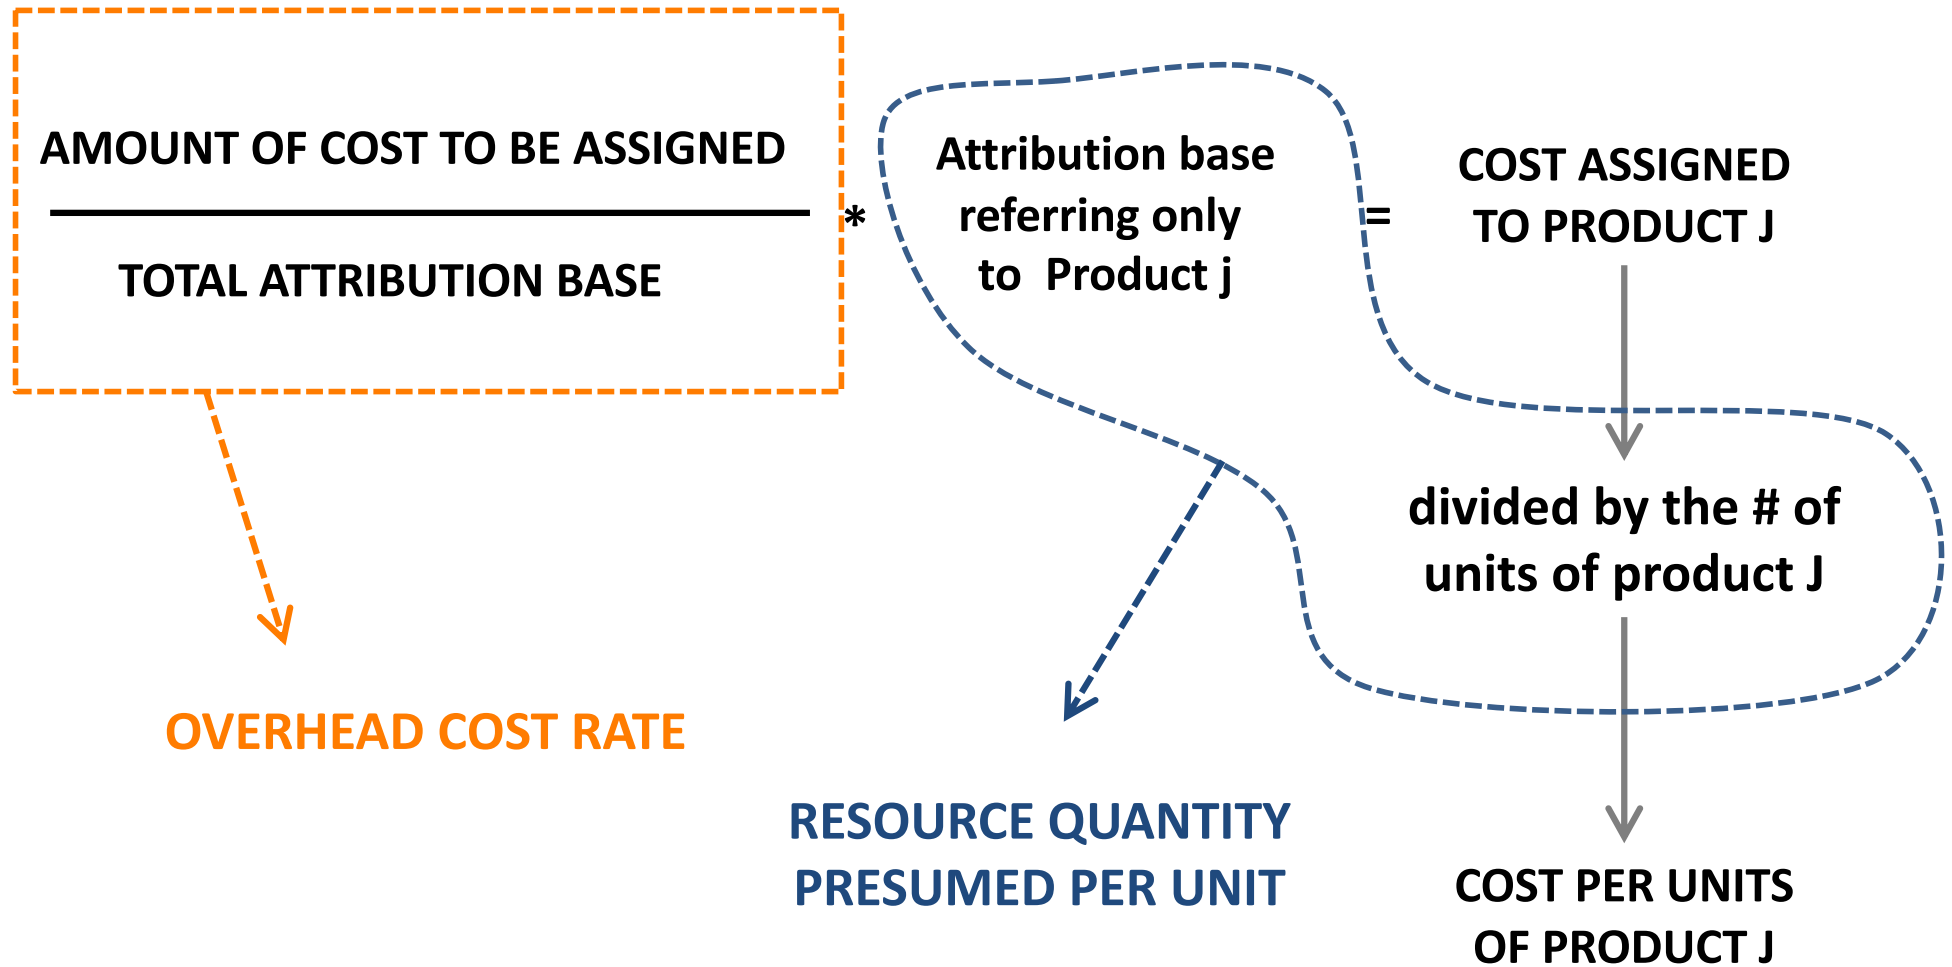 AMOUNT OF COST TO BE ASSIGNED
TOTAL ATTRIBUTION BASE
*
Attribution base
referring only
to Product j
=
COST ASSIGNED
TO PRODUCT J
divided by the # of
units of product J
OVERHEAD COST RATE
RESOURCE QUANTITY
PRESUMED PER UNIT
COST PER UNITS
OF PRODUCT J